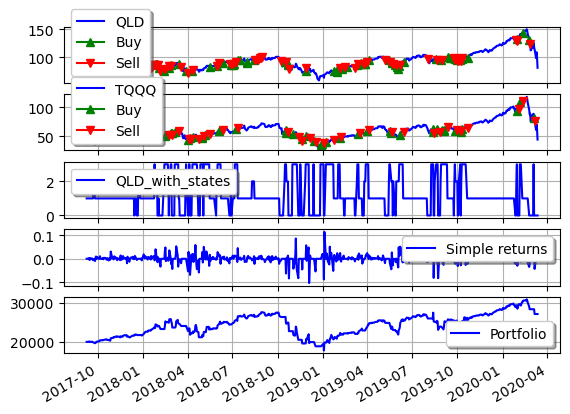 QLD
Buy
Sell
150
100
TQQQ
Buy
Sell
100
50
QLD_with_states
2
0
Simple returns
0.1
0.0
−0.1
30000
20000
Portfolio
2017-10
2018-01
2018-04
2018-07
2018-10
2019-01
2019-04
2019-07
2019-10
2020-01
2020-04